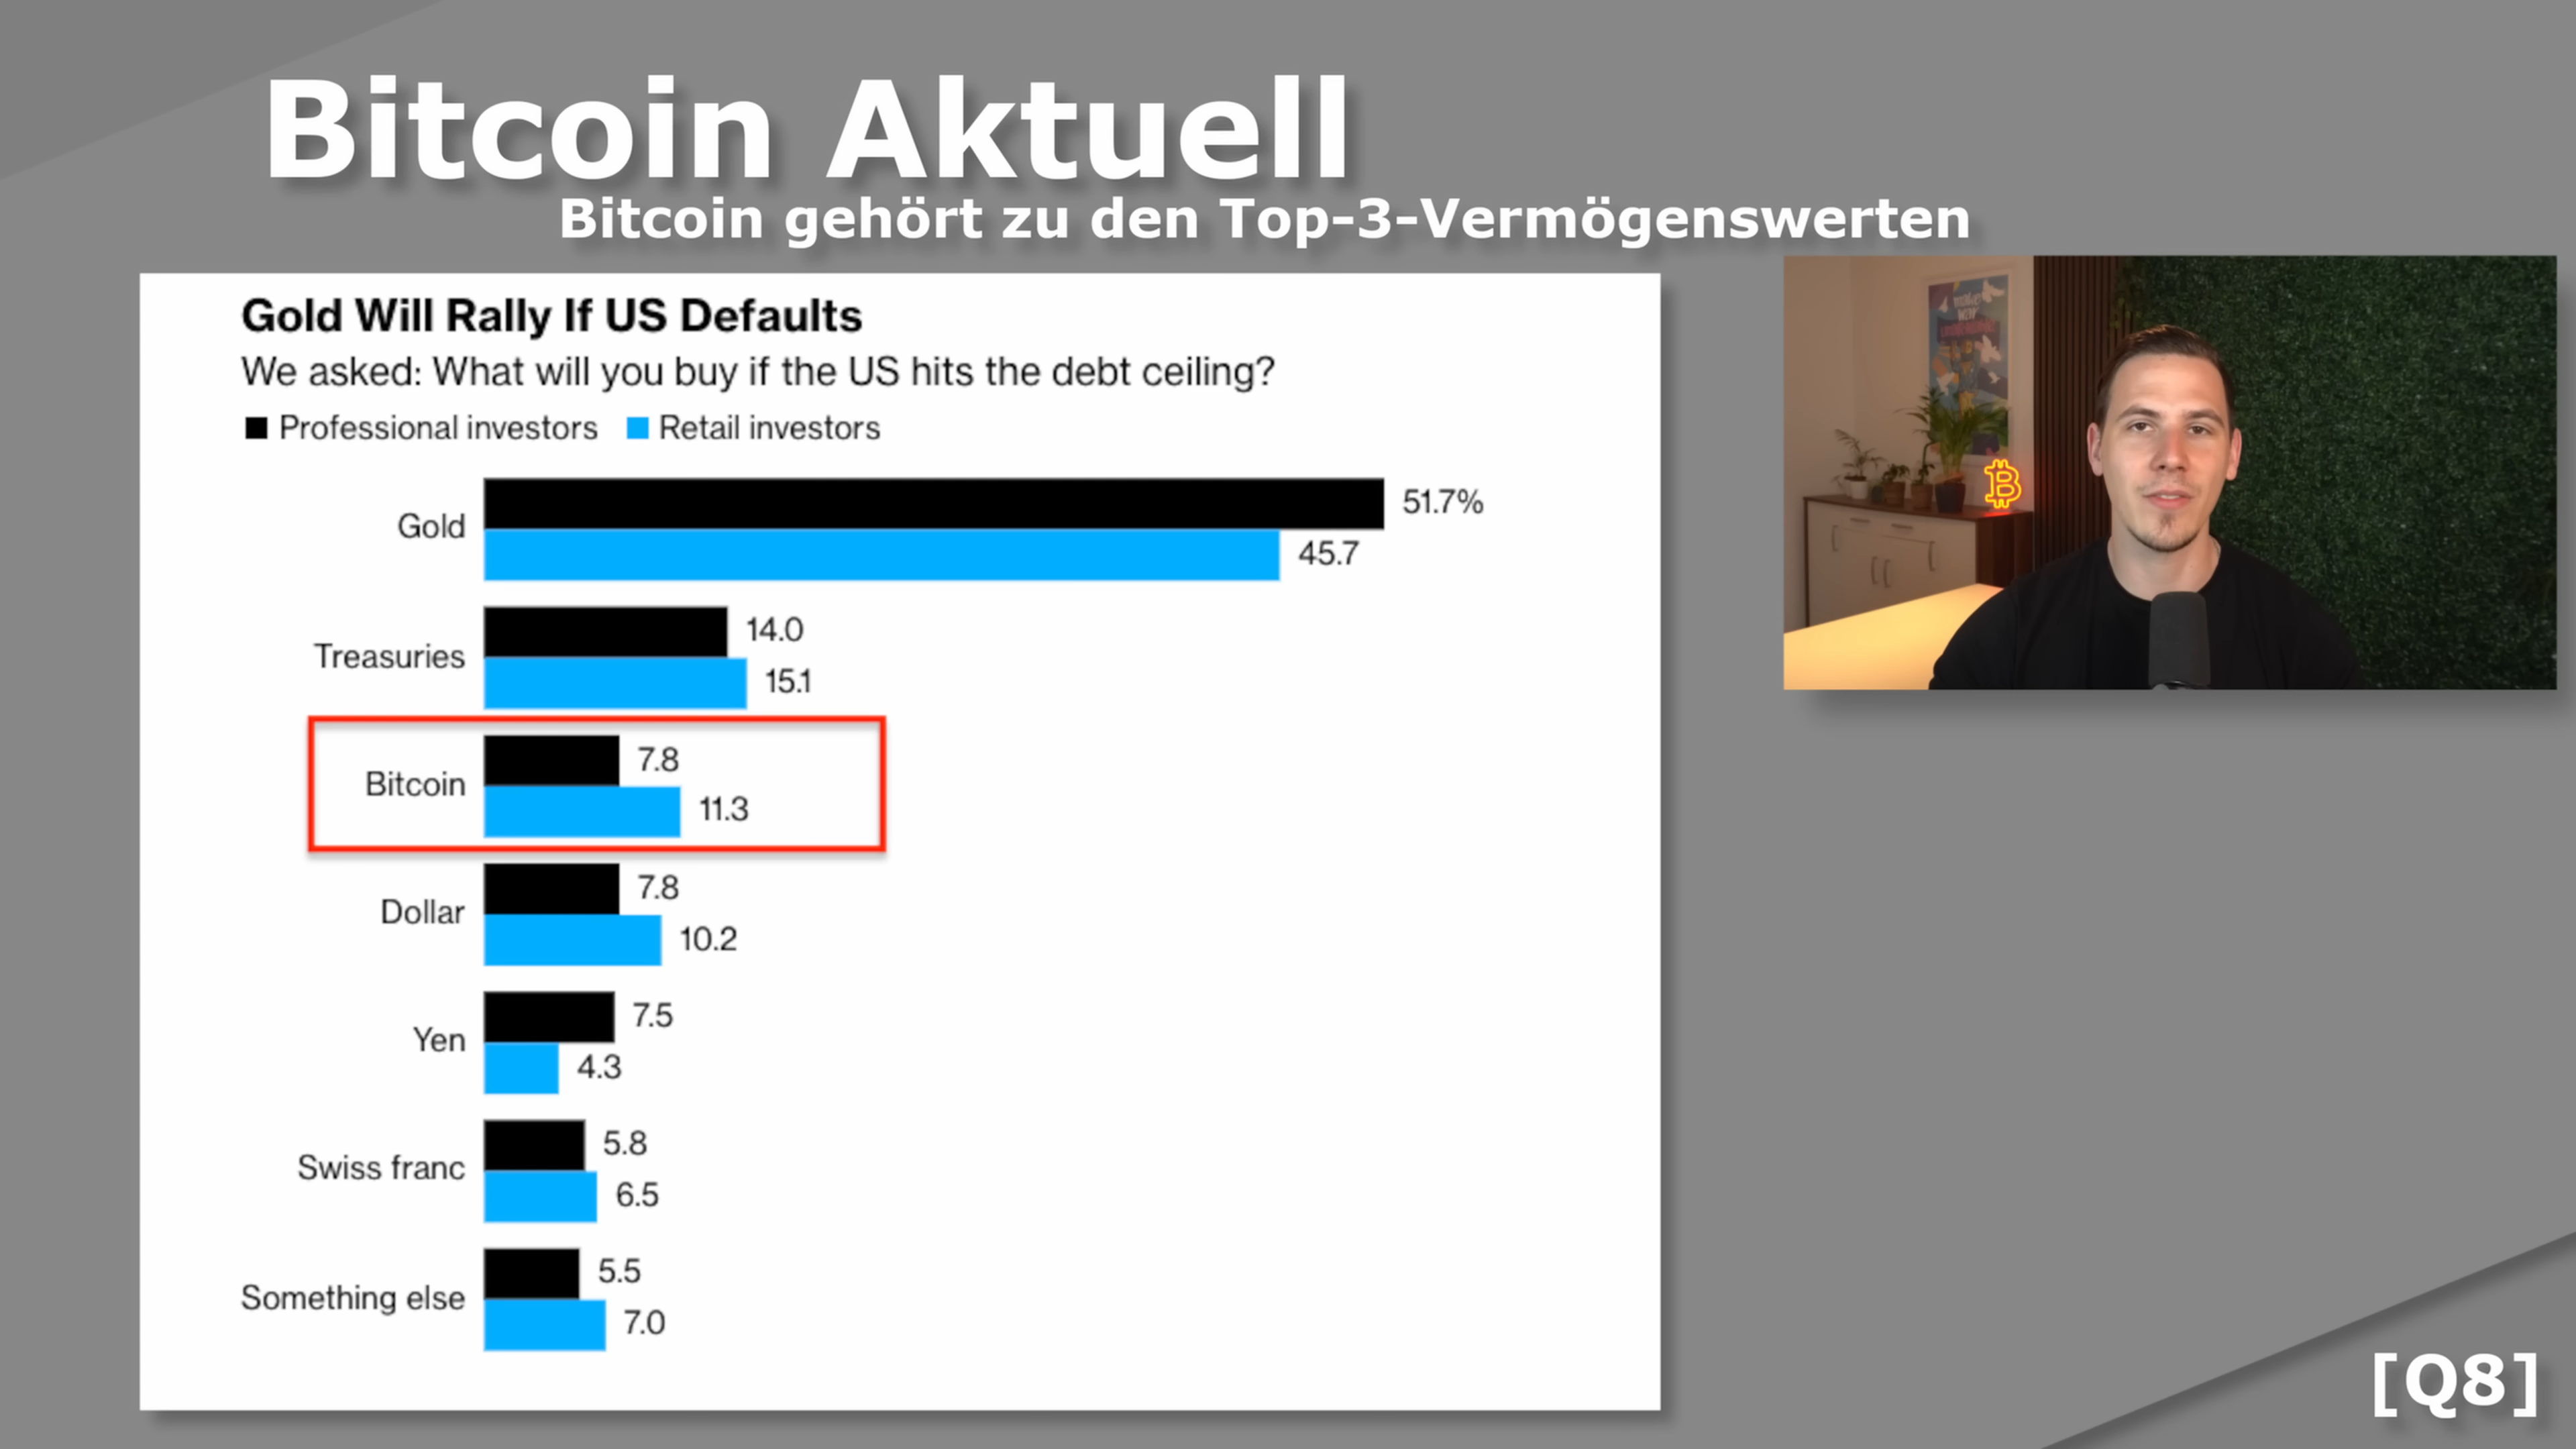 Bitcoin Aktuell
Bitcoin gehört zu den Top-3-Vermögenswerten
Gold Will Rally If US Defaults
We asked: What will you buy if the US hits the debt ceiling?
Professional investors Retail investors
Gold 51.7%
45.7
Treasuries 14.0
15.1
Bitcoin 7.8
11.3
Dollar 7.8
10.2
Yen 7.5
4.3
Swiss franc 5.8
6.5
Something else 5.5
7.0
[Q8]